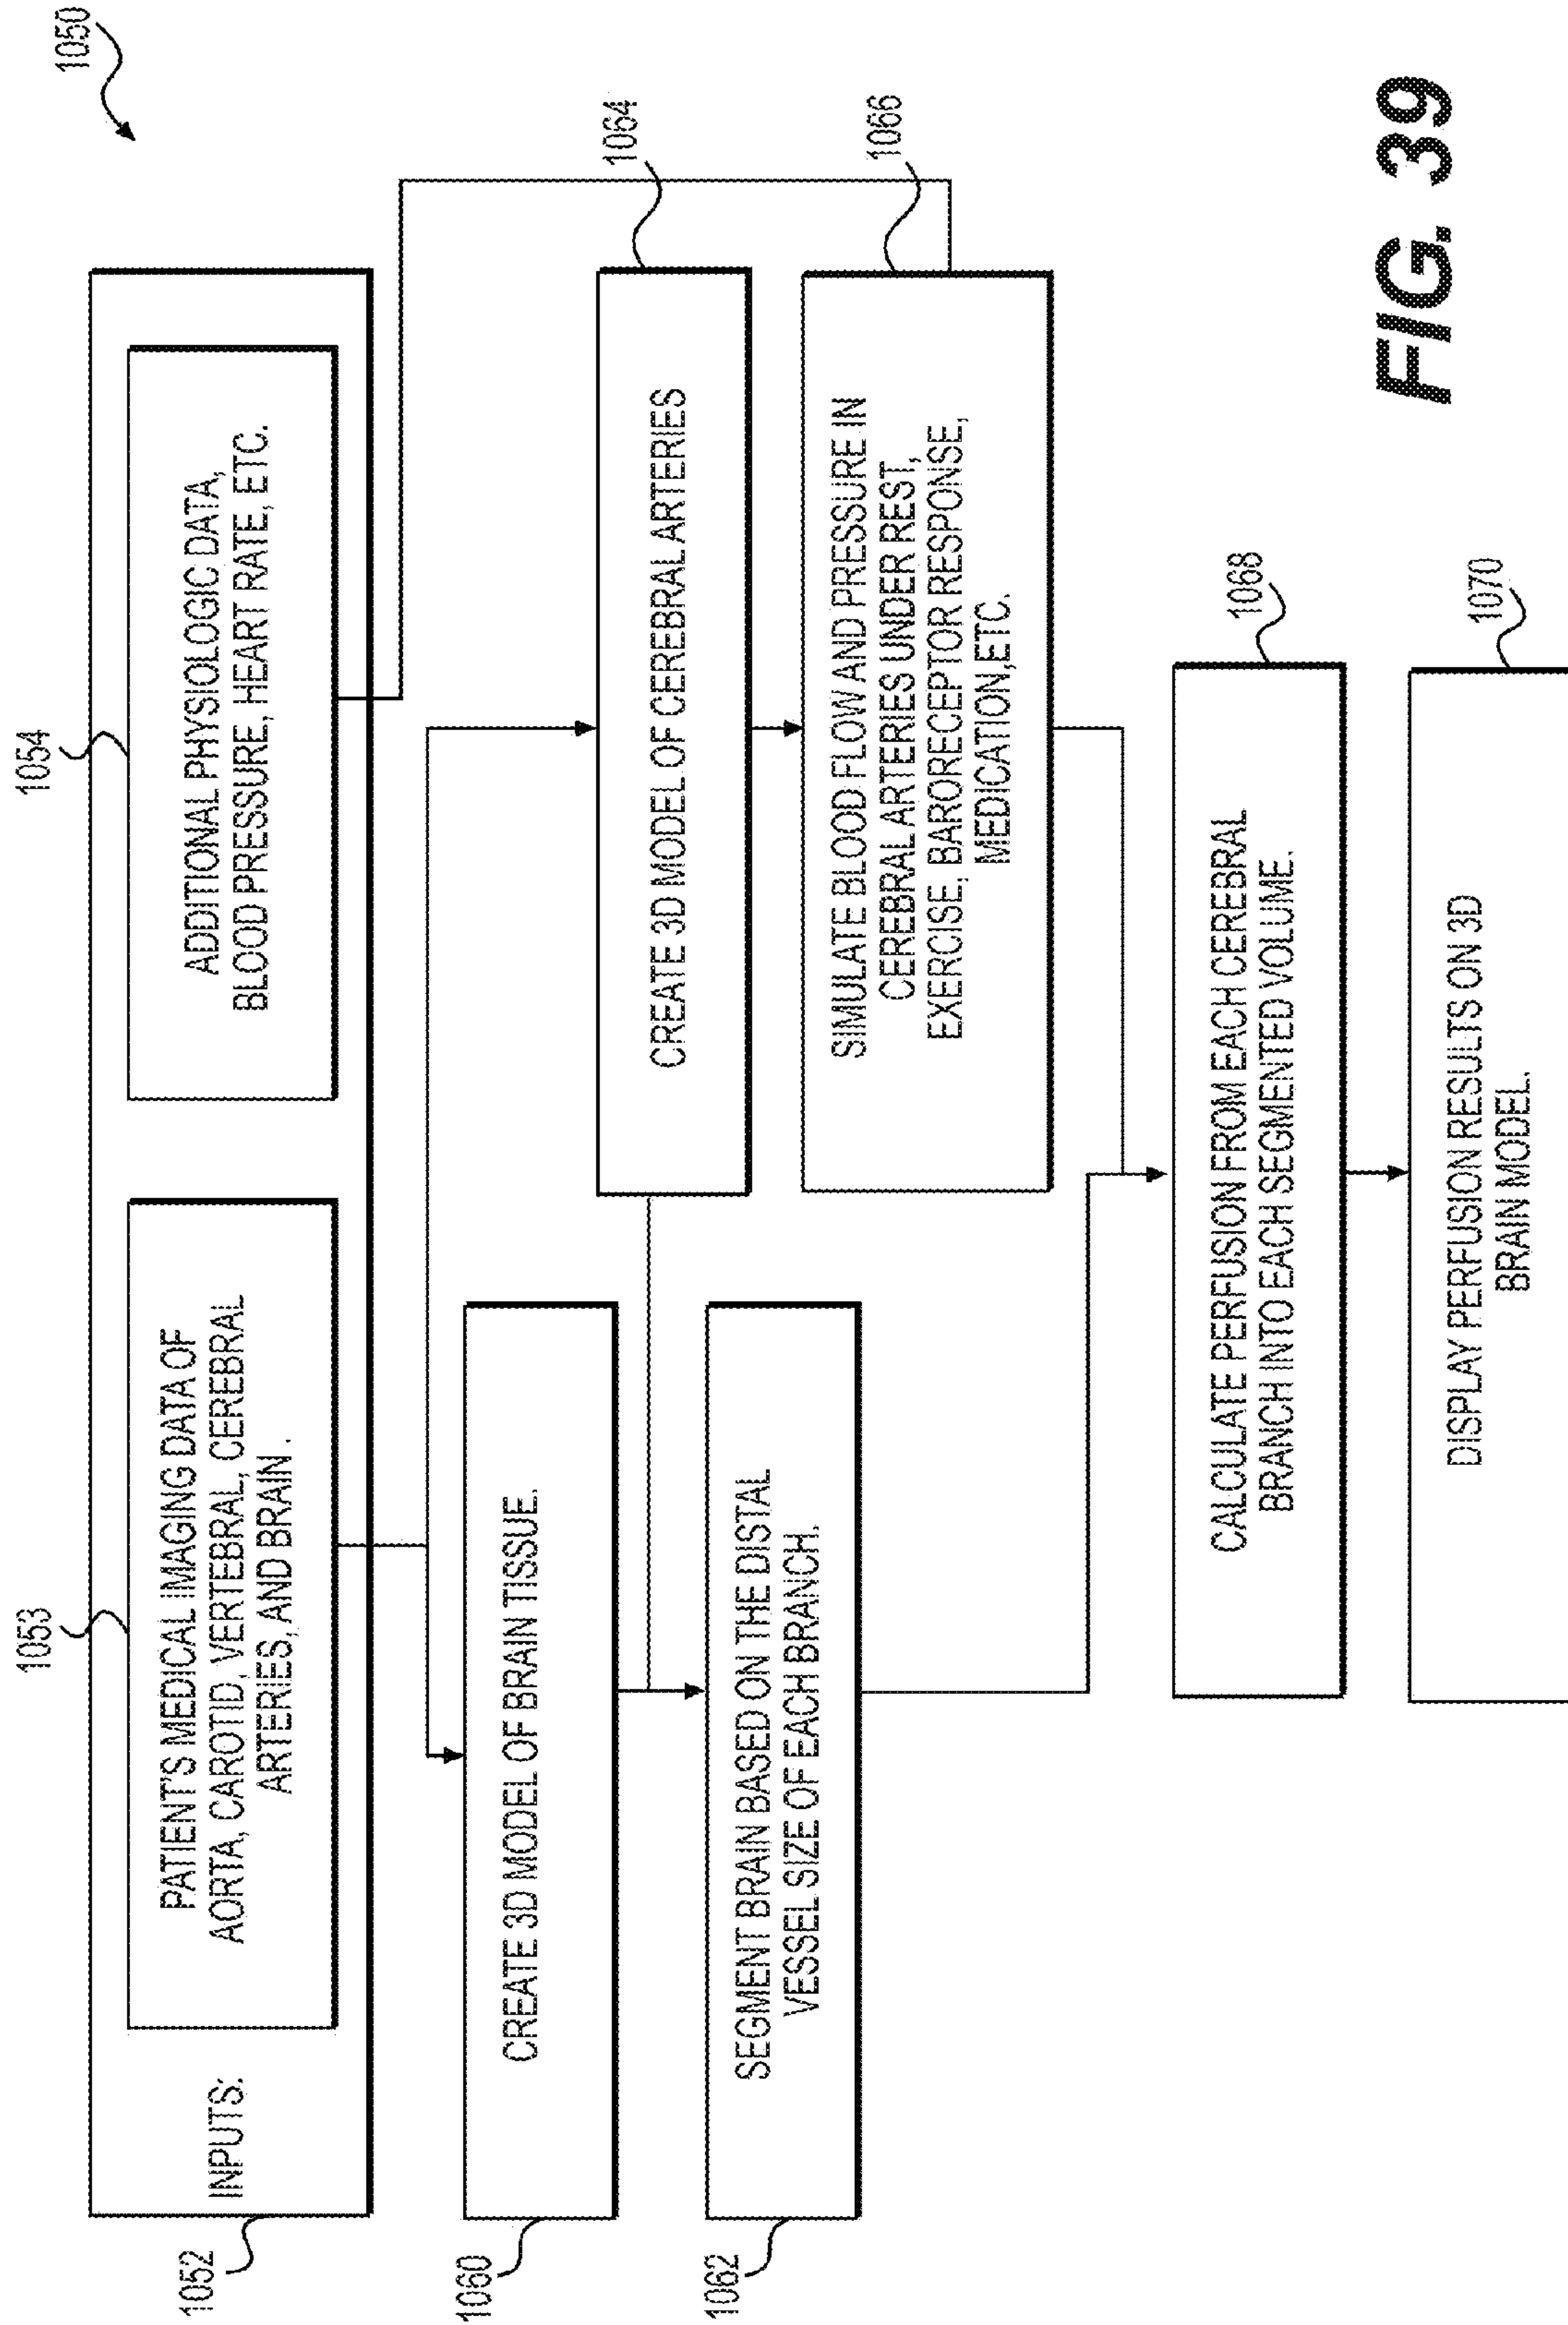 1050
1053
1054
1052
INPUTS:
PATIENT'S MEDICAL IMAGING DATA OF
AORTA, CAROTID, VERTEBRAL, CEREBRAL
ARTERIES, AND BRAIN .
ADDITIONAL PHYSIOLOGIC DATA,
BLOOD PRESSURE, HEART RATE, ETC.
1060
CREATE 3D MODEL OF BRAIN TISSUE.
1064
CREATE 3D MODEL OF CEREBRAL ARTERIES
1062
SEGMENT BRAIN BASED ON THE DISTAL
VESSEL SIZE OF EACH BRANCH.
1066
SIMULATE BLOOD FLOW AND PRESSURE IN
CEREBRAL ARTERIES UNDER REST,
EXERCISE, BARORECEPTOR RESPONSE,
MEDICATION,ETC.
1068
CALCULATE PERFUSION FROM EACH CEREBRAL
BRANCH INTO EACH SEGMENTED VOLUME.
1070
DISPLAY PERFUSION RESULTS ON 3D
BRAIN MODEL.
FIG. 39